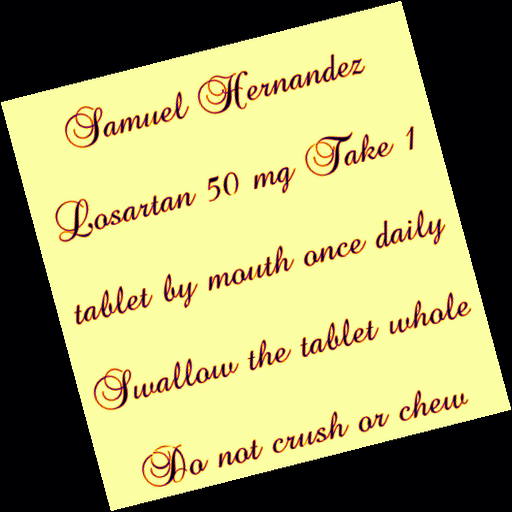 Samuel Hernandez
Losartan 50 mg Take 1
tablet by mouth once daily
Swallow the tablet whole
Do not crush or chew